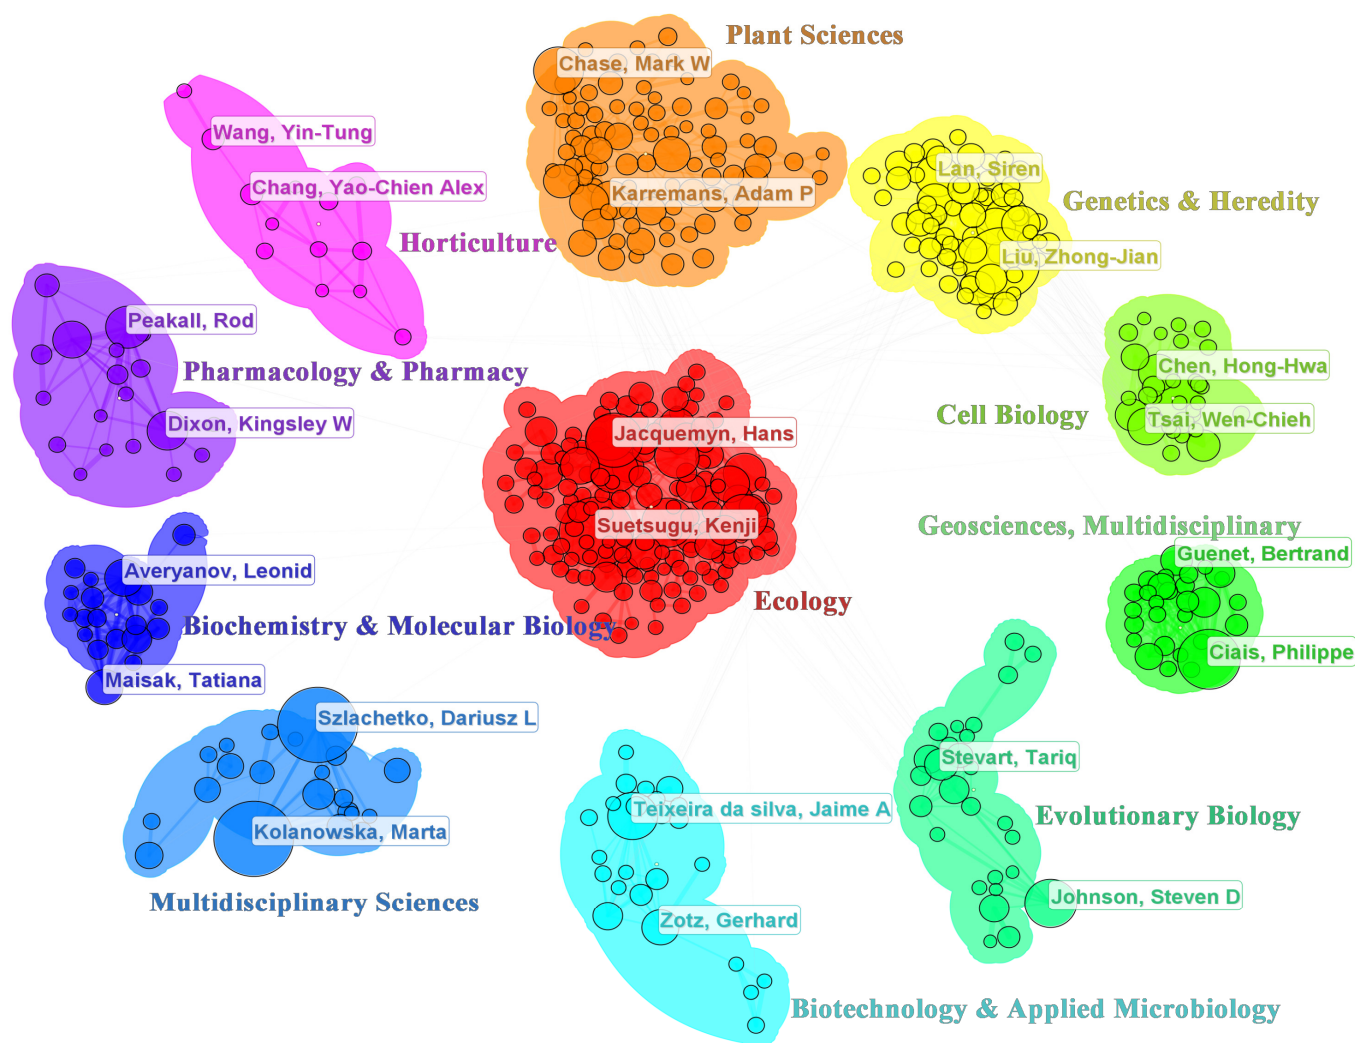 Plant Sciences
Chase, Mark W
Karremans, Adam P
Wang, Yin-Tung
Chang, Yao-Chien Alex
Horticulture
Lan, Siren
Genetics & Heredity
Liu, Zhong-Jian
Peakall, Rod
Pharmacology & Pharmacy
Dixon, Kingsley W
Chen, Hong-Hwa
Cell Biology
Tsai, Wen-Chieh
Jacquemyn, Hans
Suetsugu, Kenji
Ecology
Geosciences, Multidisciplinary
Guenet, Bertrand
Ciais, Philippe
Averyanov, Leonid
Biochemistry & Molecular Biology
Maisak, Tatiana
Szlachetko, Dariusz L
Kolanowska, Marta
Multidisciplinary Sciences
Stevart, Tariq
Evolutionary Biology
Johnson, Steven D
Teixeira da silva, Jaime A
Zotz, Gerhard
Biotechnology & Applied Microbiology